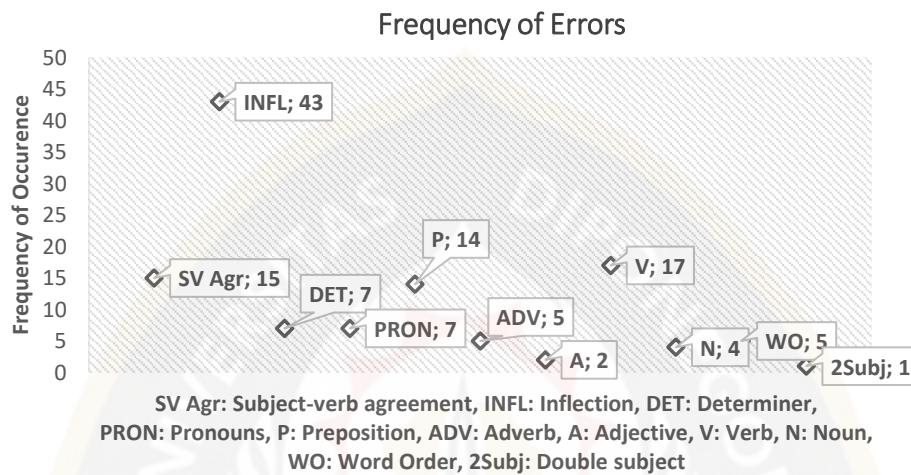 Frequency of Errors
Frequency of Occurence
50
45
40
35
30
25
20
15
10
5
0
INFL; 43
P; 14
V; 17
SV Agr; 15
DET; 7
PRON; 7
ADV; 5
A; 2
N; 4
WO; 5
2Subj; 1
SV Agr: Subject-verb agreement, INFL: Inflection, DET: Determiner,
PRON: Pronouns, P: Preposition, ADV: Adverb, A: Adjective, V: Verb, N: Noun,
WO: Word Order, 2Subj: Double subject